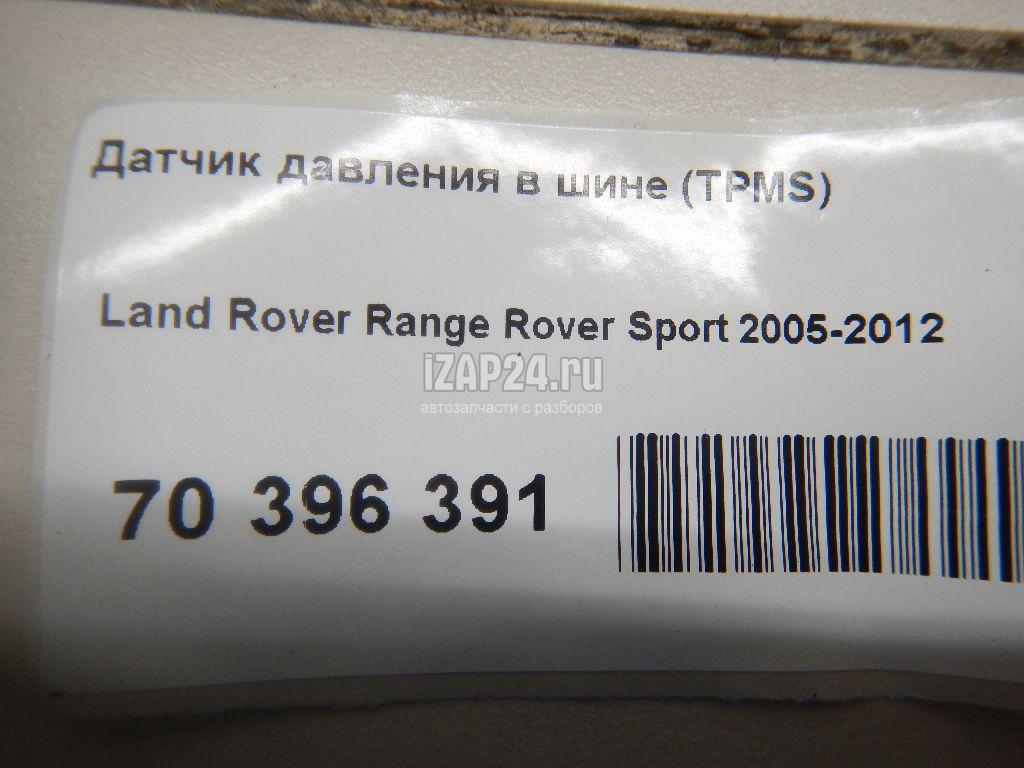 Датчик давления в шине (TPMS)
Land Rover Range Rover Sport 2005-2012
iZAP24.ru
автозапчасти с разборов
70 396 391